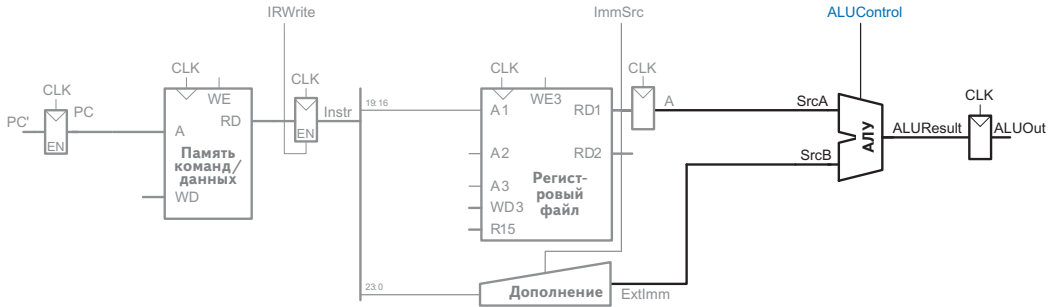 IRWrite
ImmSrc
ALUControl
CLK
CLK
CLK
CLK
CLK
CLK
PC'
PC
EN
WE
A
RD
Память
команд/
данных
WD
EN
Instr
19:16
A1
WE3
RD1
A2
RD2
A3
Регист-
ровый
файл
WD3
R15
A
SrcA
SrcB
АЛУ
ALUResult
ALUOut
23:0
Дополнение
ExtImm